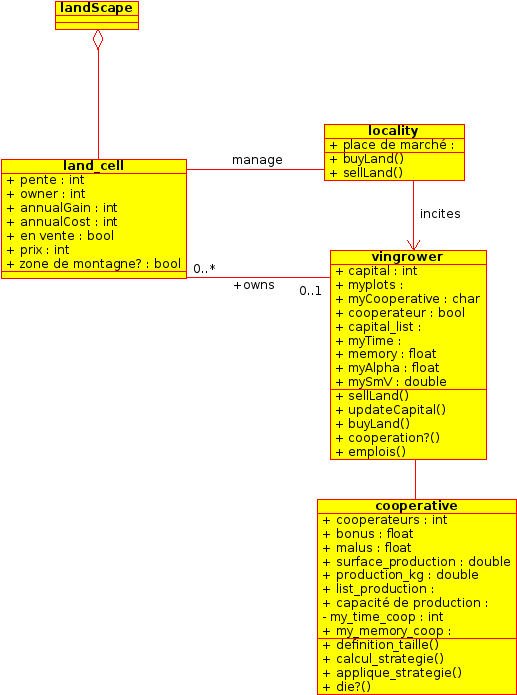 landScape
locality
+ place de marché :
+ buyLand()
+ sellLand()
manage
land_cell
+ pente : int
+ owner : int
+ annualGain : int
+ annualCost : int
+ en vente : bool
+ prix : int
+ zone de montagne? : bool
incites
0..*
+owns
0..1
vingrower
+ capital : int
+ myplots :
+ myCooperative : char
+ cooperateur : bool
+ capital_list :
+ myTime :
+ memory : float
+ myAlpha : float
+ mySmV : double
+ sellLand()
+ updateCapital()
+ buyLand()
+ cooperation?()
+ emplois()
cooperative
+ cooperateurs : int
+ bonus : float
+ malus : float
+ surface_production : double
+ production_kg : double
+ list_production :
+ capacité de production :
- my_time_coop : int
+ my_memory_coop :
+ definition_taille()
+ calcul_strategie()
+ applique_strategie()
+ die?()